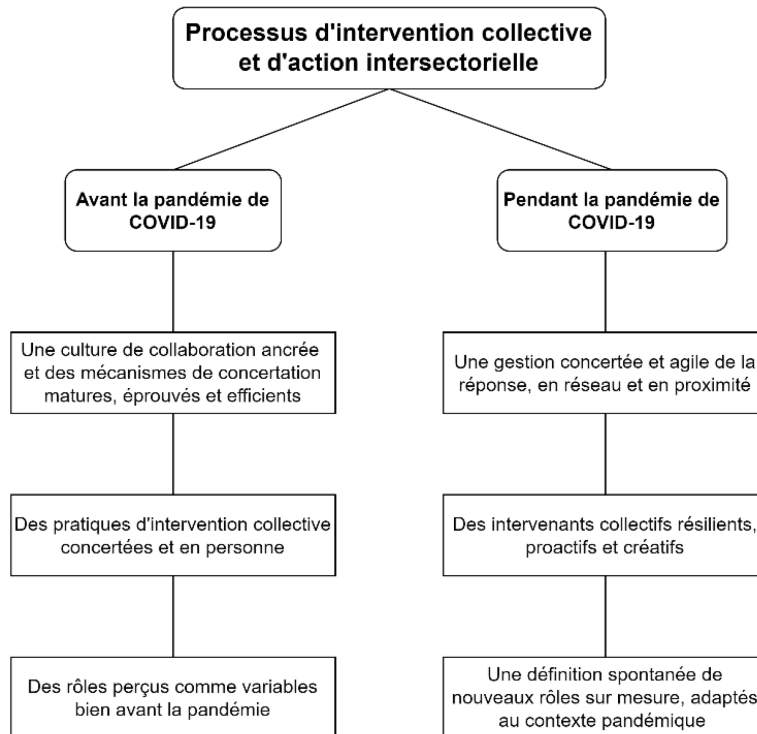 Processus d'intervention collective
et d'action intersectorielle
Avant la pandémie de
COVID-19
Une culture de collaboration ancrée
et des mécanismes de concertation
matures, éprouvés et efficients
Des pratiques d'intervention collective
concertées et en personne
Des rôles perçus comme variables
bien avant la pandémie
Pendant la pandémie de
COVID-19
Une gestion concertée et agile de la
réponse, en réseau et en proximité
Des intervenants collectifs résilients,
proactifs et créatifs
Une définition spontanée de
nouveaux rôles sur mesure, adaptés
au contexte pandémique